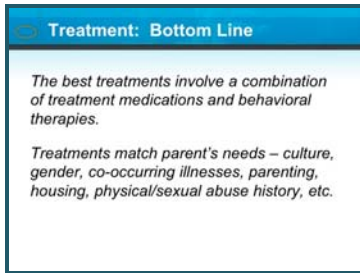 Treatment: Bottom Line
The best treatments involve a combination
of treatment medications and behavioral
therapies.
Treatments match parent's needs – culture,
gender, co-occurring illnesses, parenting,
housing, physical/sexual abuse history, etc.